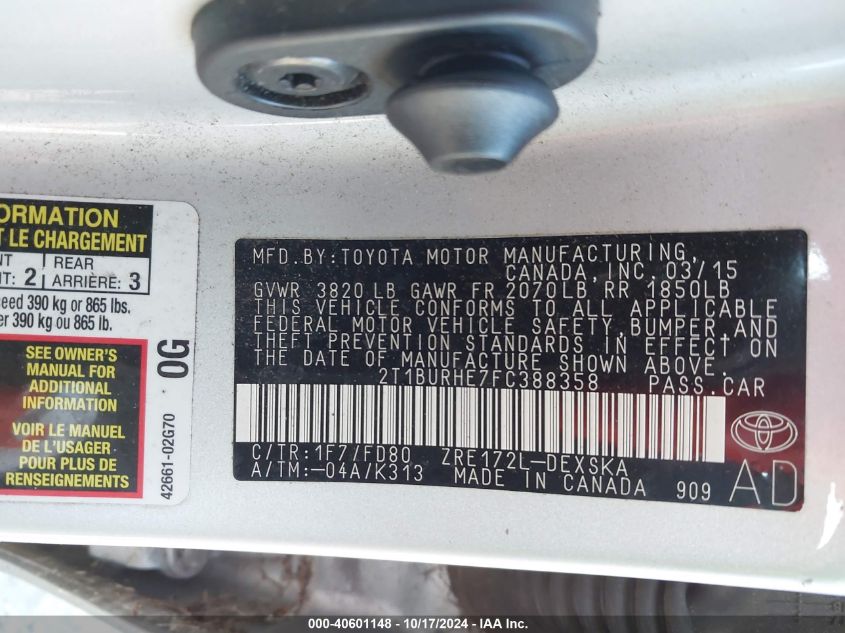 ORMATION
T LE CHARGEMENT
NT REAR
NT: 2 ARRIÈRE: 3
ceed 390 kg or 865 lbs.
er 390 kg ou 865 lb.
SEE OWNER'S
MANUAL FOR
ADDITIONAL
INFORMATION
VOIR LE MANUEL
DE L'USAGER
POUR PLUS DE
RENSEIGNEMENTS
OG
42661-02670
MFD.BY:TOYOTA MOTOR MANUFACTURING,
CANADA,INC.03/15
GVWR 3820 LB GAWR FR 2070LB RR 1850LB
THIS VEHICLE CONFORMS TO ALL APPLICABLE
FEDERAL MOTOR VEHICLE SAFETY,BUMPER,AND
THEFT PREVENTION STANDARDS IN EFFECT ON
THE DATE OF MANUFACTURE SHOWN ABOVE.
2T1BURHE7FC388358 PASS.CAR
C/TR:1F7/FD80 ZRE172L-DEXSKA
A/TM:-04A/K313 MADE IN CANADA 909
AD
000-40601148 - 10/17/2024 - IAA Inc.